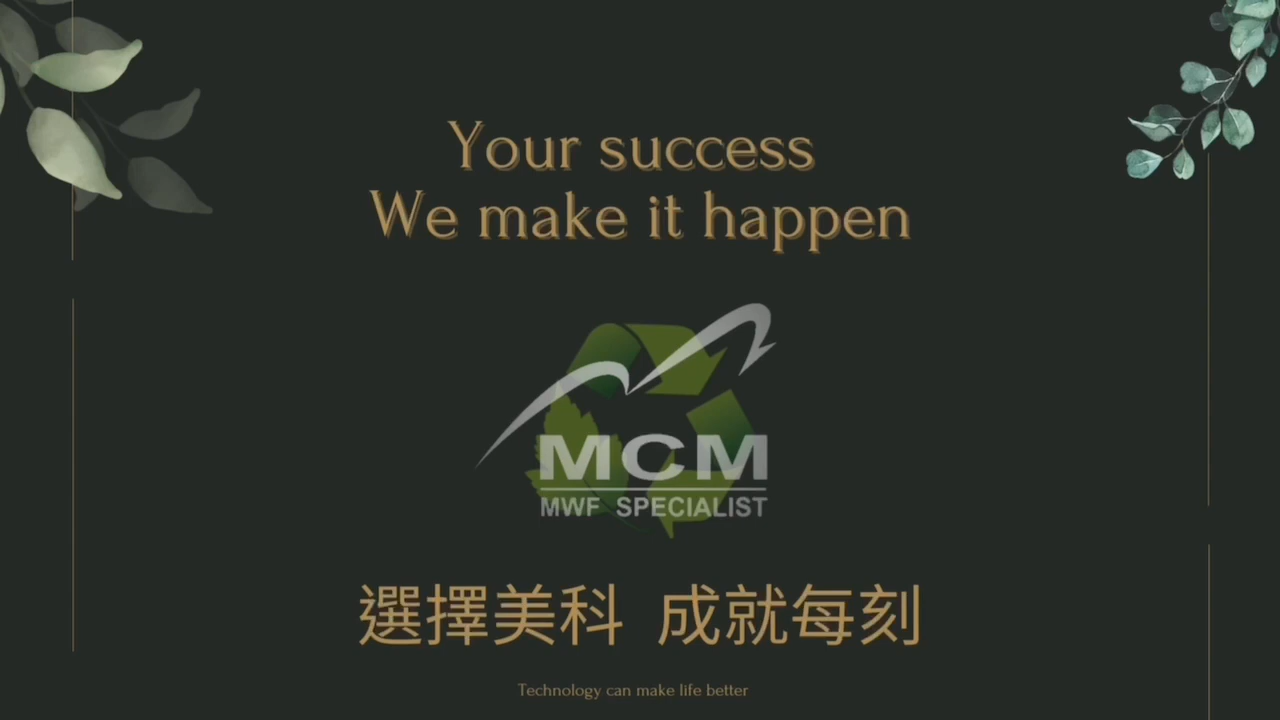 Your success
We make it happen
MCM
MWF SPECIALIST
選擇美科 成就每刻
Technology can make life better